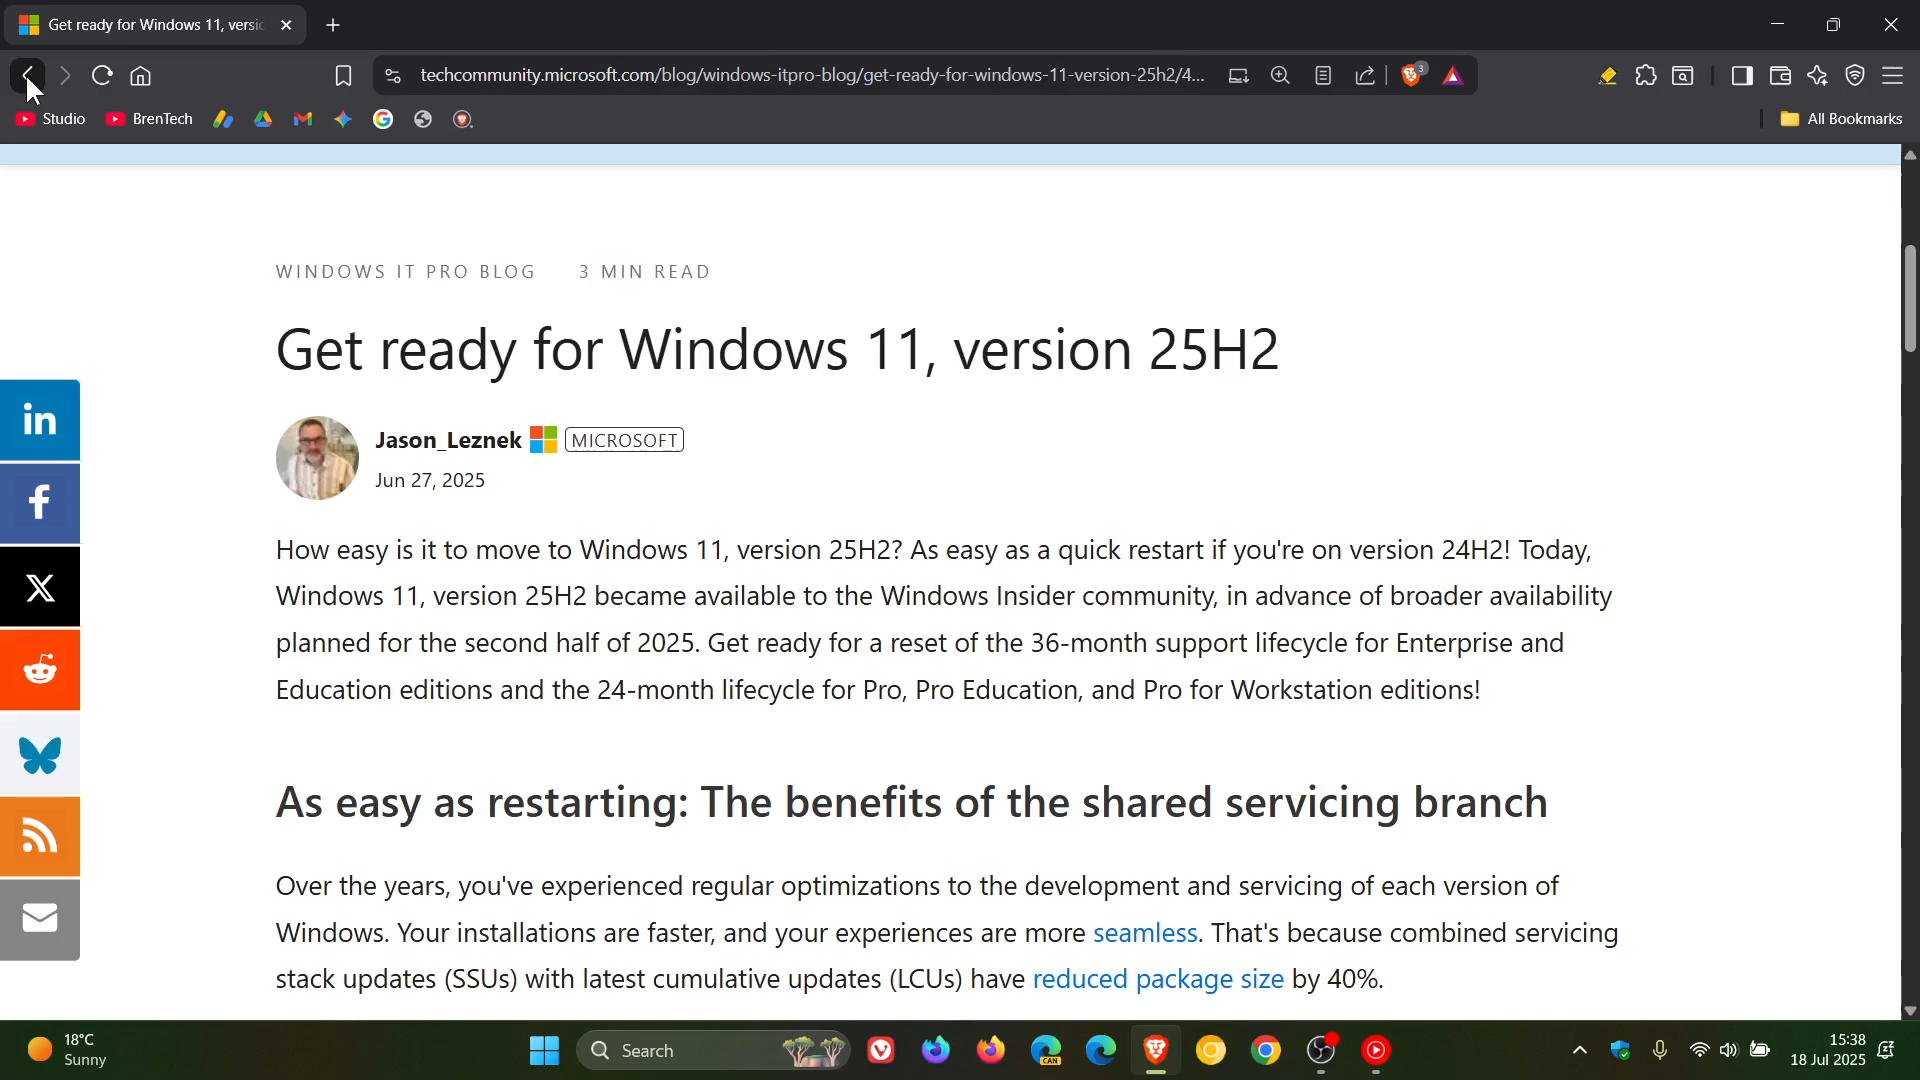 Get ready for Windows 11, versi
techcommunity.microsoft.com/blog/windows-itpro-blog/get-ready-for-windows-11-version-25h2/4...
3
Studio
BrenTech
All Bookmarks
WINDOWS IT PRO BLOG 3 MIN READ
Get ready for Windows 11, version 25H2
Jason_Leznek MICROSOFT
Jun 27, 2025
How easy is it to move to Windows 11, version 25H2? As easy as a quick restart if you're on version 24H2! Today,
Windows 11, version 25H2 became available to the Windows Insider community, in advance of broader availability
planned for the second half of 2025. Get ready for a reset of the 36-month support lifecycle for Enterprise and
Education editions and the 24-month lifecycle for Pro, Pro Education, and Pro for Workstation editions!
As easy as restarting: The benefits of the shared servicing branch
Over the years, you've experienced regular optimizations to the development and servicing of each version of
Windows. Your installations are faster, and your experiences are more seamless. That's because combined servicing
stack updates (SSUs) with latest cumulative updates (LCUs) have reduced package size by 40%.
in
f
X
18°C
Sunny
Search
CAN
15:38
18 Jul 2025